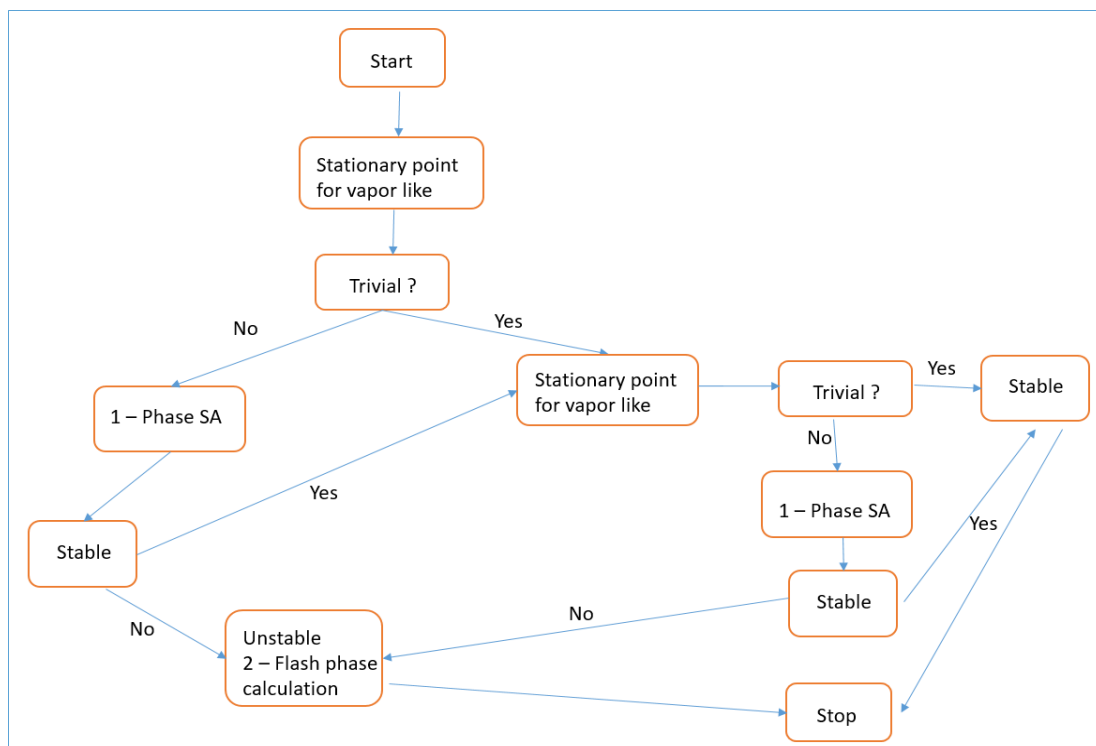 Start
Stationary point
for vapor like
Trivial ?
No
Yes
Stationary point
for vapor like
Trivial ?
Yes
Stable
1 – Phase SA
No
Yes
1 – Phase SA
Yes
Stable
Stable
No
No
Unstable
2 – Flash phase
calculation
Stop